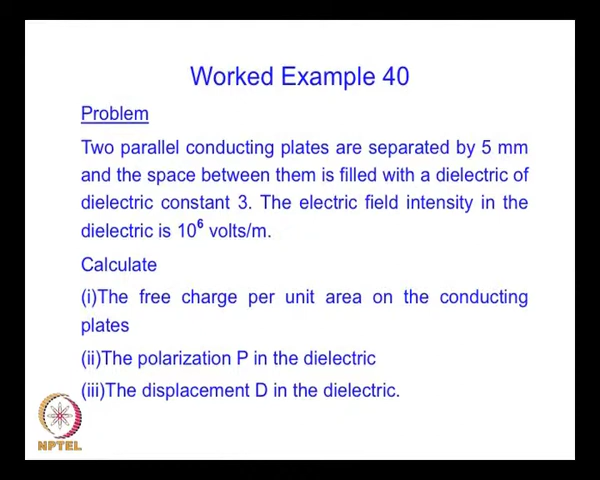 Worked Example 40
Problem
Two parallel conducting plates are separated by 5 mm
and the space between them is filled with a dielectric of
dielectric constant 3. The electric field intensity in the
dielectric is 10⁶ volts/m.
Calculate
(i)The free charge per unit area on the conducting
plates
(ii)The polarization P in the dielectric
(iii)The displacement D in the dielectric.
NPTEL